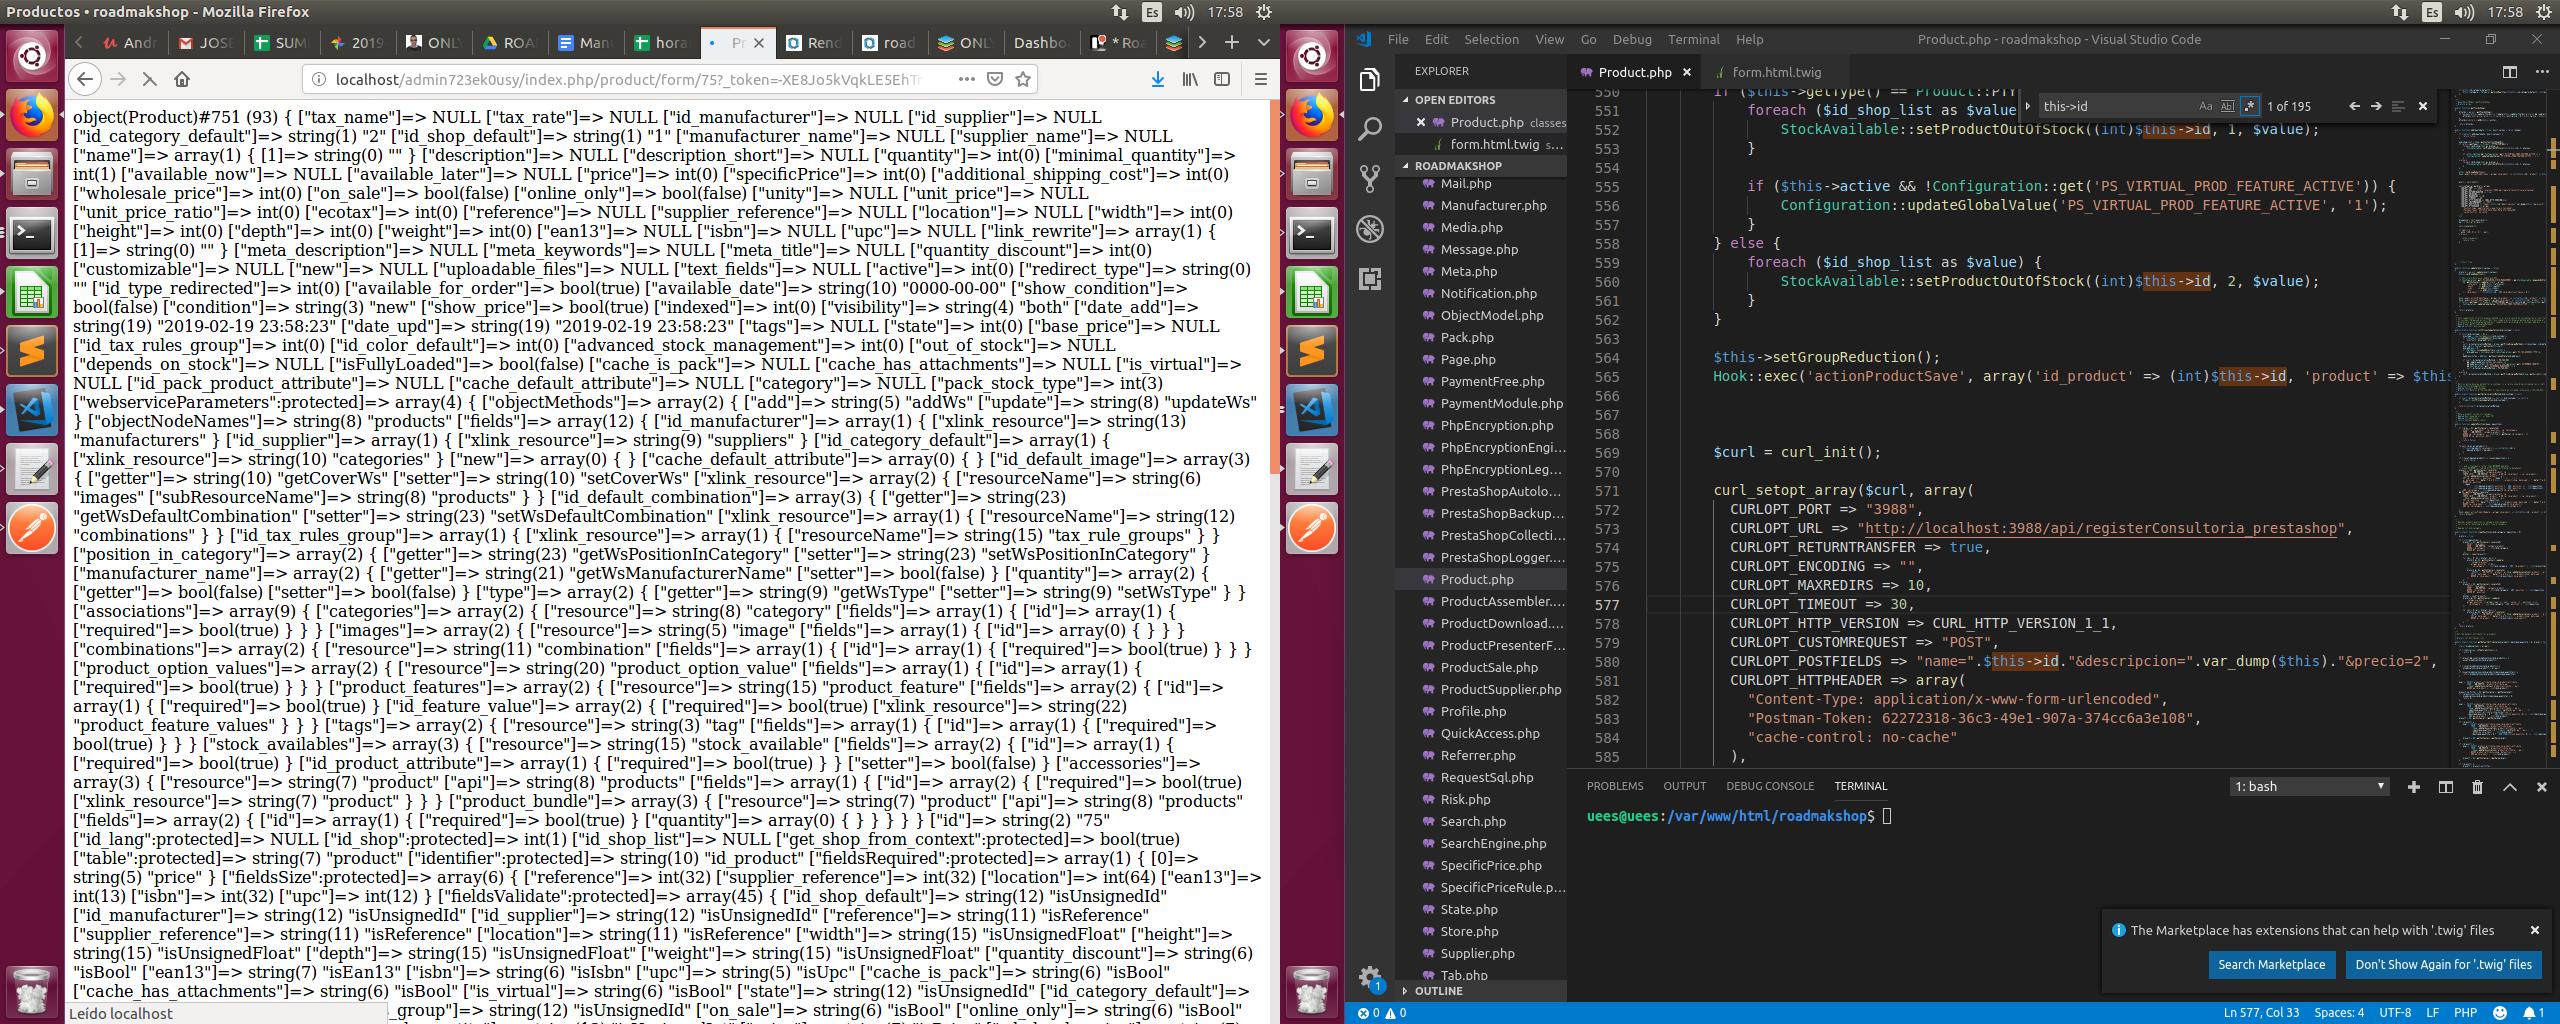 Productos • roadmakshop - Mozilla Firefox
Es 17:58
Andr JOSE SUMI 2019 ONLY ROA Manu hora Pr Rend road ONLY Dashbo * Roa
localhost/admin723ek0usy/index.php/product/form/75?_token=-XE8Jo5kVqkLE5EhTr
object(Product)#751 (93) { ["tax_name"]=> NULL ["tax_rate"]=> NULL ["id_manufacturer"]=> NULL ["id_supplier"]=> NULL
["id_category_default"]=> string(1) "2" ["id_shop_default"]=> string(1) "1" ["manufacturer_name"]=> NULL ["supplier_name"]=> NULL
["name"]=> array(1) { [1]=> string(0) "" } ["description"]=> NULL ["description_short"]=> NULL ["quantity"]=> int(0) ["minimal_quantity"]=>
int(1) ["available_now"]=> NULL ["available_later"]=> NULL ["price"]=> int(0) ["specificPrice"]=> int(0) ["additional_shipping_cost"]=> int(0)
["wholesale_price"]=> int(0) ["on_sale"]=> bool(false) ["online_only"]=> bool(false) ["unity"]=> NULL ["unit_price"]=> NULL
["unit_price_ratio"]=> int(0) ["ecotax"]=> int(0) ["reference"]=> NULL ["supplier_reference"]=> NULL ["location"]=> NULL ["width"]=> int(0)
["height"]=> int(0) ["depth"]=> int(0) ["weight"]=> int(0) ["ean13"]=> NULL ["isbn"]=> NULL ["upc"]=> NULL ["link_rewrite"]=> array(1) {
[1]=> string(0) "" } ["meta_description"]=> NULL ["meta_keywords"]=> NULL ["meta_title"]=> NULL ["quantity_discount"]=> int(0)
["customizable"]=> NULL ["new"]=> NULL ["uploadable_files"]=> NULL ["text_fields"]=> NULL ["active"]=> int(0) ["redirect_type"]=> string(0)
"" ["id_type_redirected"]=> int(0) ["available_for_order"]=> bool(true) ["available_date"]=> string(10) "0000-00-00" ["show_condition"]=>
bool(false) ["condition"]=> string(3) "new" ["show_price"]=> bool(true) ["indexed"]=> int(0) ["visibility"]=> string(4) "both" ["date_add"]=>
string(19) "2019-02-19 23:58:23" ["date_upd"]=> string(19) "2019-02-19 23:58:23" ["tags"]=> NULL ["state"]=> int(0) ["base_price"]=> NULL
["id_tax_rules_group"]=> int(0) ["id_color_default"]=> int(0) ["advanced_stock_management"]=> int(0) ["out_of_stock"]=> NULL
["depends_on_stock"]=> NULL ["isFullyLoaded"]=> bool(false) ["cache_is_pack"]=> NULL ["cache_has_attachments"]=> NULL ["is_virtual"]=>
NULL ["id_pack_product_attribute"]=> NULL ["cache_default_attribute"]=> NULL ["category"]=> NULL ["pack_stock_type"]=> int(3)
["webserviceParameters":protected]=> array(4) { ["objectMethods"]=> array(2) { ["add"]=> string(5) "addWs" ["update"]=> string(8) "updateWs"
} ["objectNodeNames"]=> string(8) "products" ["fields"]=> array(12) { ["id_manufacturer"]=> array(1) { ["xlink_resource"]=> string(13)
"manufacturers" } ["id_supplier"]=> array(1) { ["xlink_resource"]=> string(9) "suppliers" } ["id_category_default"]=> array(1) {
["xlink_resource"]=> string(10) "categories" } ["new"]=> array(0) { } ["cache_default_attribute"]=> array(0) { } ["id_default_image"]=> array(3)
{ ["getter"]=> string(10) "getCoverWs" ["setter"]=> string(10) "setCoverWs" ["xlink_resource"]=> array(2) { ["resourceName"]=> string(6)
"images" ["subResourceName"]=> string(8) "products" } } ["id_default_combination"]=> array(3) { ["getter"]=> string(23)
"getWsDefaultCombination" ["setter"]=> string(23) "setWsDefaultCombination" ["xlink_resource"]=> array(1) { ["resourceName"]=> string(12)
"combinations" } } ["id_tax_rules_group"]=> array(1) { ["xlink_resource"]=> array(1) { ["resourceName"]=> string(15) "tax_rule_groups" } }
["position_in_category"]=> array(2) { ["getter"]=> string(23) "getWsPositionInCategory" ["setter"]=> string(23) "setWsPositionInCategory" }
["manufacturer_name"]=> array(2) { ["getter"]=> string(21) "getWsManufacturerName" ["setter"]=> bool(false) } ["quantity"]=> array(2) {
["getter"]=> bool(false) ["setter"]=> bool(false) } ["type"]=> array(2) { ["getter"]=> string(9) "getWsType" ["setter"]=> string(9) "setWsType" } }
["associations"]=> array(9) { ["categories"]=> array(2) { ["resource"]=> string(8) "category" ["fields"]=> array(1) { ["id"]=> array(1) {
["required"]=> bool(true) } } } ["images"]=> array(2) { ["resource"]=> string(5) "image" ["fields"]=> array(1) { ["id"]=> array(0) { } } }
["combinations"]=> array(2) { ["resource"]=> string(11) "combination" ["fields"]=> array(1) { ["id"]=> array(1) { ["required"]=> bool(true) } } }
["product_option_values"]=> array(2) { ["resource"]=> string(20) "product_option_value" ["fields"]=> array(1) { ["id"]=> array(1) {
["required"]=> bool(true) } } } ["product_features"]=> array(2) { ["resource"]=> string(15) "product_feature" ["fields"]=> array(2) { ["id"]=>
array(1) { ["required"]=> bool(true) } ["id_feature_value"]=> array(2) { ["required"]=> bool(true) ["xlink_resource"]=> string(22)
"product_feature_values" } } } ["tags"]=> array(2) { ["resource"]=> string(3) "tag" ["fields"]=> array(1) { ["id"]=> array(1) { ["required"]=>
bool(true) } } } ["stock_availables"]=> array(3) { ["resource"]=> string(15) "stock_available" ["fields"]=> array(2) { ["id"]=> array(1) {
["required"]=> bool(true) } ["id_product_attribute"]=> array(1) { ["required"]=> bool(true) } } ["setter"]=> bool(false) } ["accessories"]=>
array(3) { ["resource"]=> string(7) "product" ["api"]=> string(8) "products" ["fields"]=> array(1) { ["id"]=> array(2) { ["required"]=> bool(true)
["xlink_resource"]=> string(7) "product" } } } ["product_bundle"]=> array(3) { ["resource"]=> string(7) "product" ["api"]=> string(8) "products"
["fields"]=> array(2) { ["id"]=> array(1) { ["required"]=> bool(true) } ["quantity"]=> array(0) { } } } } } ["id"]=> string(2) "75"
["id_lang":protected]=> NULL ["id_shop":protected]=> int(1) ["id_shop_list"]=> NULL ["get_shop_from_context":protected]=> bool(true)
["table":protected]=> string(7) "product" ["identifier":protected]=> string(10) "id_product" ["fieldsRequired":protected]=> array(1) { [0]=>
string(5) "price" } ["fieldsSize":protected]=> array(6) { ["reference"]=> int(32) ["supplier_reference"]=> int(32) ["location"]=> int(64) ["ean13"]=>
int(13) ["isbn"]=> int(32) ["upc"]=> int(12) } ["fieldsValidate":protected]=> array(45) { ["id_shop_default"]=> string(12) "isUnsignedId"
["id_manufacturer"]=> string(12) "isUnsignedId" ["id_supplier"]=> string(12) "isUnsignedId" ["reference"]=> string(11) "isReference"
["supplier_reference"]=> string(11) "isReference" ["location"]=> string(11) "isReference" ["width"]=> string(15) "isUnsignedFloat" ["height"]=>
string(15) "isUnsignedFloat" ["depth"]=> string(15) "isUnsignedFloat" ["weight"]=> string(15) "isUnsignedFloat" ["quantity_discount"]=> string(6)
"isBool" ["ean13"]=> string(7) "isEan13" ["isbn"]=> string(6) "isIsbn" ["upc"]=> string(5) "isUpc" ["cache_is_pack"]=> string(6) "isBool"
["cache_has_attachments"]=> string(6) "isBool" ["is_virtual"]=> string(6) "isBool" ["state"]=> string(12) "isUnsignedId" ["id_category_default"]=>
s_group"]=> string(12) "isUnsignedId" ["on_sale"]=> string(6) "isBool" ["online_only"]=> string(6) "isBool"
Leído localhost
Es 17:58
File Edit Selection View Go Debug Terminal Help
Product.php - roadmakshop - Visual Studio Code
EXPLORER
OPEN EDITORS
Product.php classes
form.html.twig s...
ROADMAKSHOP
Mail.php
Manufacturer.php
Media.php
Message.php
Meta.php
Notification.php
ObjectModel.php
Pack.php
Page.php
PaymentFree.php
PaymentModule.php
PhpEncryption.php
PhpEncryptionEngi...
PhpEncryptionLeg...
PrestaShopAutolo...
PrestaShopBackup...
PrestaShopCollecti...
PrestaShopLogger....
Product.php
ProductAssembler....
ProductDownload....
ProductPresenterF...
ProductSale.php
ProductSupplier.php
Profile.php
QuickAccess.php
Referrer.php
RequestSql.php
Risk.php
Search.php
SearchEngine.php
SpecificPrice.php
SpecificPriceRule.p...
State.php
Store.php
Supplier.php
Tab.php
OUTLINE
1
Product.php form.html.twig
this->id Aa Abl .* 1 of 195
550 if ($this->getType() == Product::PTY
551 foreach ($id_shop_list as $value
552 StockAvailable::setProductOutOfStock((int)$this->id, 1, $value);
553 }
554
555 if ($this->active && !Configuration::get('PS_VIRTUAL_PROD_FEATURE_ACTIVE')) {
556 Configuration::updateGlobalValue('PS_VIRTUAL_PROD_FEATURE_ACTIVE', '1');
557 }
558 } else {
559 foreach ($id_shop_list as $value) {
560 StockAvailable::setProductOutOfStock((int)$this->id, 2, $value);
561 }
562 }
563
564 $this->setGroupReduction();
565 Hook::exec('actionProductSave', array('id_product' => (int)$this->id, 'product' => $this
566
567
568
569 $curl = curl_init();
570
571 curl_setopt_array($curl, array(
572 CURLOPT_PORT => "3988",
573 CURLOPT_URL => "http://localhost:3988/api/registerConsultoria_prestashop",
574 CURLOPT_RETURNTRANSFER => true,
575 CURLOPT_ENCODING => "",
576 CURLOPT_MAXREDIRS => 10,
577 CURLOPT_TIMEOUT => 30,
578 CURLOPT_HTTP_VERSION => CURL_HTTP_VERSION_1_1,
579 CURLOPT_CUSTOMREQUEST => "POST",
580 CURLOPT_POSTFIELDS => "name=".$this->id."&descripcion=".var_dump($this)."&precio=2",
581 CURLOPT_HTTPHEADER => array(
582 "Content-Type: application/x-www-form-urlencoded",
583 "Postman-Token: 62272318-36c3-49e1-907a-374cc6a3e108",
584 "cache-control: no-cache"
585 ),
PROBLEMS OUTPUT DEBUG CONSOLE TERMINAL 1: bash
uees@uees:/var/www/html/roadmakshop$
The Marketplace has extensions that can help with '.twig' files
Search Marketplace Don't Show Again for '.twig' files
0 0 Ln 577, Col 33 Spaces: 4 UTF-8 LF PHP 1